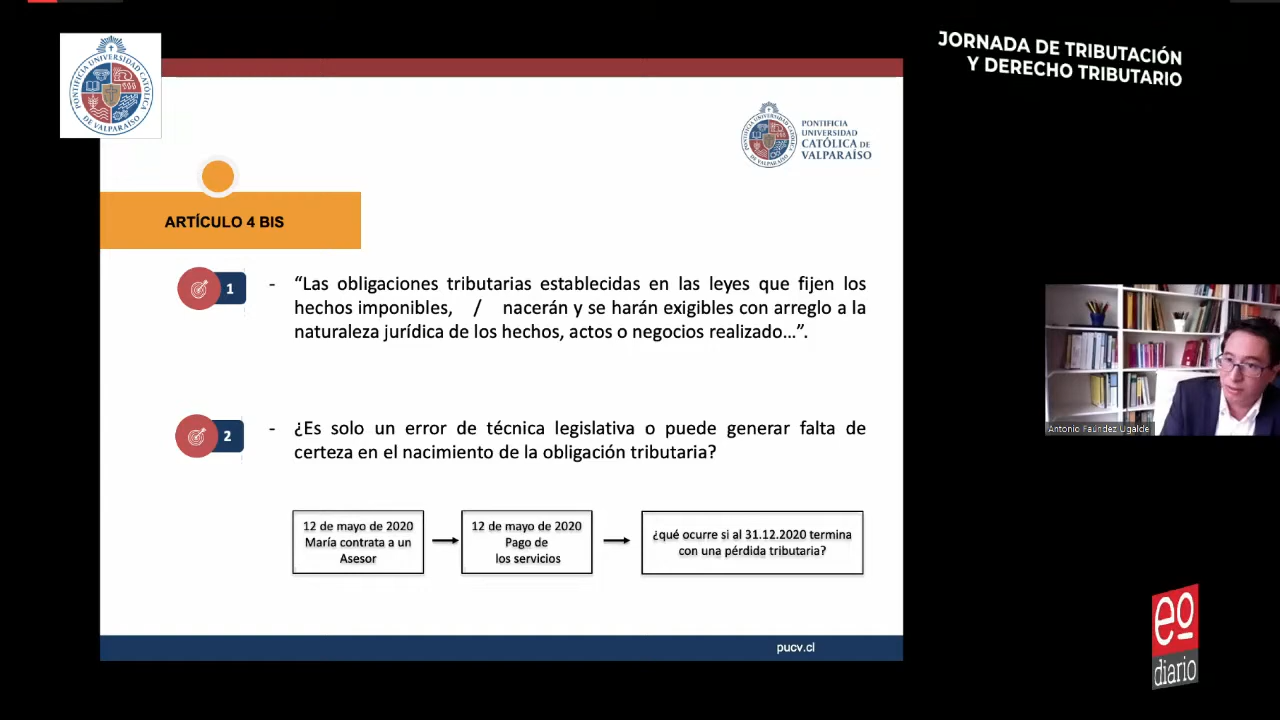 JORNADA DE TRIBUTACIÓN
Y DERECHO TRIBUTARIO
PONTIFICIA UNIVERSIDAD CATÓLICA DE VALPARAÍSO
PONTIFICIA
UNIVERSIDAD
CATÓLICA DE
VALPARAÍSO
ARTÍCULO 4 BIS
1 - “Las obligaciones tributarias establecidas en las leyes que fijen los
hechos imponibles, / nacerán y se harán exigibles con arreglo a la
naturaleza jurídica de los hechos, actos o negocios realizado...”.
2 - ¿Es solo un error de técnica legislativa o puede generar falta de
certeza en el nacimiento de la obligación tributaria?
12 de mayo de 2020
María contrata a un
Asesor
12 de mayo de 2020
Pago de
los servicios
¿qué ocurre si al 31.12.2020 termina
con una pérdida tributaria?
pucv.cl
Antonio Faúndez Ugalde
eo
diario